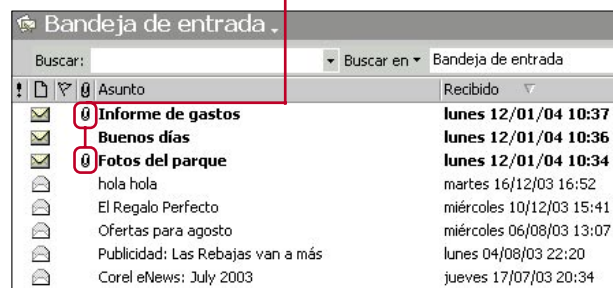 Bandeja de entrada
Buscar: Buscar en Bandeja de entrada
! Asunto Recibido
Informe de gastos lunes 12/01/04 10:37
Buenos días lunes 12/01/04 10:36
Fotos del parque lunes 12/01/04 10:34
hola hola martes 16/12/03 16:52
El Regalo Perfecto miércoles 10/12/03 15:41
Ofertas para agosto miércoles 06/08/03 13:07
Publicidad: Las Rebajas van a más lunes 04/08/03 22:20
Corel eNews: July 2003 jueves 17/07/03 20:34